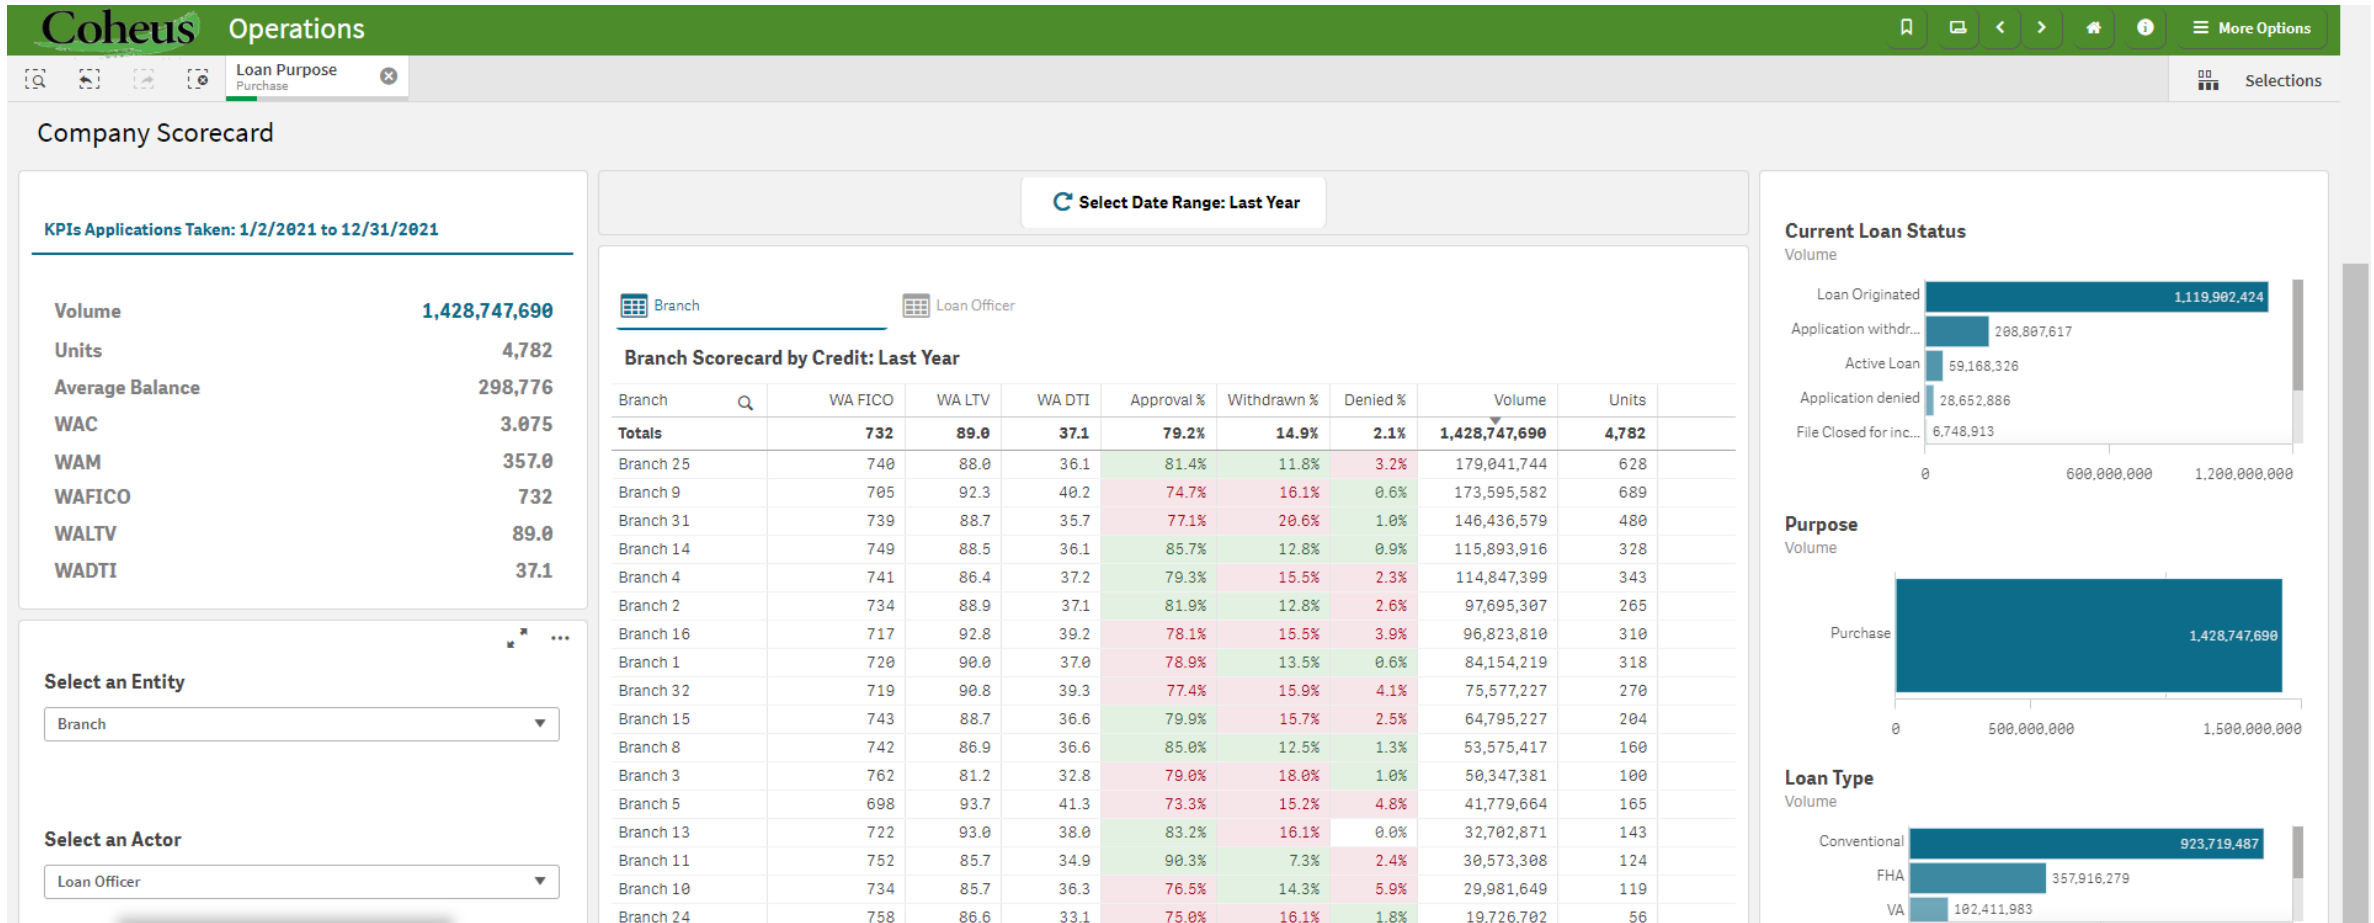 Coheus Operations More Options
Loan Purpose
Purchase
Selections
Company Scorecard
KPIs Applications Taken: 1/2/2021 to 12/31/2021
Volume 1,428,747,690
Units 4,782
Average Balance 298,776
WAC 3.075
WAM 357.0
WAFICO 732
WALTV 89.0
WADTI 37.1
Select an Entity
Branch
Select an Actor
Loan Officer
Select Date Range: Last Year
Branch Loan Officer
Branch Scorecard by Credit: Last Year
Branch WA FICO WA LTV WA DTI Approval % Withdrawn % Denied % Volume Units
Totals 732 89.0 37.1 79.2% 14.9% 2.1% 1,428,747,690 4,782
Branch 25 740 88.0 36.1 81.4% 11.8% 3.2% 179,041,744 628
Branch 9 705 92.3 40.2 74.7% 16.1% 0.6% 173,595,582 689
Branch 31 739 88.7 35.7 77.1% 20.6% 1.0% 146,436,579 480
Branch 14 749 88.5 36.1 85.7% 12.8% 0.9% 115,893,916 328
Branch 4 741 86.4 37.2 79.3% 15.5% 2.3% 114,847,399 343
Branch 2 734 88.9 37.1 81.9% 12.8% 2.6% 97,695,307 265
Branch 16 717 92.8 39.2 78.1% 15.5% 3.9% 96,823,810 310
Branch 1 720 90.0 37.0 78.9% 13.5% 0.6% 84,154,219 318
Branch 32 719 90.8 39.3 77.4% 15.9% 4.1% 75,577,227 270
Branch 15 743 88.7 36.6 79.9% 15.7% 2.5% 64,795,227 204
Branch 8 742 86.9 36.6 85.0% 12.5% 1.3% 53,575,417 160
Branch 3 762 81.2 32.8 79.0% 18.0% 1.0% 50,347,381 100
Branch 5 698 93.7 41.3 73.3% 15.2% 4.8% 41,779,664 165
Branch 13 722 93.0 38.0 83.2% 16.1% 0.0% 32,702,871 143
Branch 11 752 85.7 34.9 90.3% 7.3% 2.4% 30,573,308 124
Branch 10 734 85.7 36.3 76.5% 14.3% 5.9% 29,981,649 119
Branch 24 758 86.6 33.1 75.0% 16.1% 1.8% 19,726,702 56
Current Loan Status
Volume
Loan Originated 1,119,902,424
Application withdr... 208,807,617
Active Loan 59,168,326
Application denied 28,652,886
File Closed for inc... 6,748,913
0 600,000,000 1,200,000,000
Purpose
Volume
Purchase 1,428,747,690
0 500,000,000 1,500,000,000
Loan Type
Volume
Conventional 923,719,487
FHA 357,916,279
VA 102,411,983